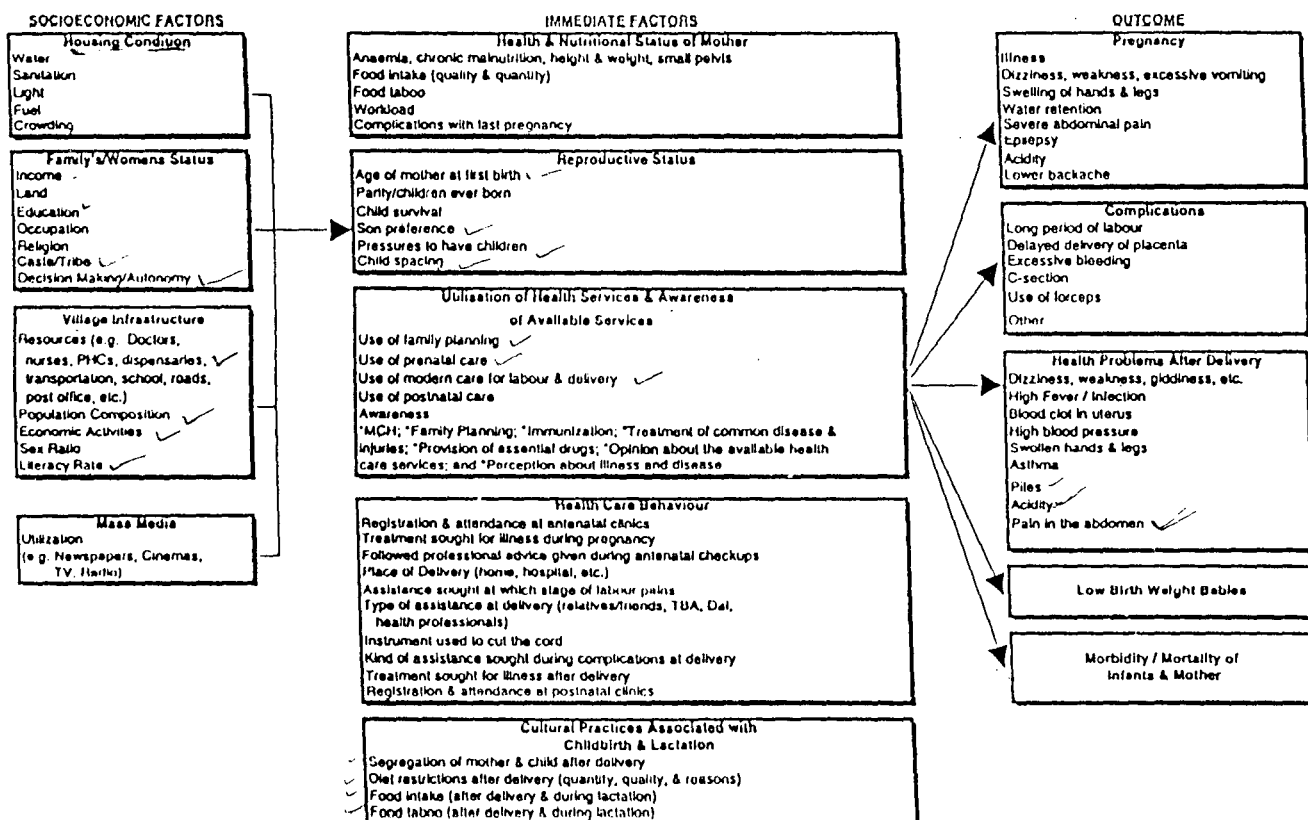 SOCIOECONOMIC FACTORS
Housing Condition
Water
Sanitation
Light
Fuel
Crowding
Family's/Womens Status
Income
Land
Education
Occupation
Religion
Caste/Tribe
Decision Making/Autonomy
Village Infrastructure
Resources (e.g. Doctors,
nurses, PHCs, dispensaries,
transportation, school, roads,
post office, etc.)
Population Composition
Economic Activities
Sex Ratio
Literacy Rate
Mass Media
Utilization
(e.g. Newspapers, Cinemas,
TV, Radio)
IMMEDIATE FACTORS
Health & Nutritional Status of Mother
Anaemia, chronic malnutrition, height & weight, small pelvis
Food intake (quality & quantity)
Food taboo
Workload
Complications with last pregnancy
Reproductive Status
Age of mother at first birth
Parity/children ever born
Child survival
Son preference
Pressures to have children
Child spacing
Utilisation of Health Services & Awareness
of Available Services
Use of family planning
Use of prenatal care
Use of modern care for labour & delivery
Use of postnatal care
Awareness
*MCH; *Family Planning; *Immunization; *Treatment of common disease &
injuries; *Provision of essential drugs; *Opinion about the available health
care services; and *Perception about illness and disease
Health Care Behaviour
Registration & attendance at antenatal clinics
Treatment sought for illness during pregnancy
Followed professional advice given during antenatal checkups
Place of Delivery (home, hospital, etc.)
Assistance sought at which stage of labour pains
Type of assistance at delivery (relatives/friends, TBA, Dai,
health professionals)
Instrument used to cut the cord
Kind of assistance sought during complications at delivery
Treatment sought for illness after delivery
Registration & attendance at postnatal clinics
Cultural Practices Associated with
Childbirth & Lactation
Segregation of mother & child after delivery
Diet restrictions after delivery (quantity, quality, & reasons)
Food intake (after delivery & during lactation)
Food taboo (after delivery & during lactation)
OUTCOME
Pregnancy
Illness
Dizziness, weakness, excessive vomiting
Swelling of hands & legs
Water retention
Severe abdominal pain
Epsepsy
Acidity
Lower backache
Complications
Long period of labour
Delayed delivery of placenta
Excessive bleeding
C-section
Use of forceps
Other
Health Problems After Delivery
Dizziness, weakness, giddiness, etc.
High Fever / Infection
Blood clot in uterus
High blood pressure
Swollen hands & legs
Asthma
Piles
Acidity
Pain in the abdomen
Low Birth Weight Babies
Morbidity / Mortality of
Infants & Mother